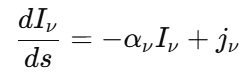 dI_ν/ds = −α_ν I_ν + j_ν